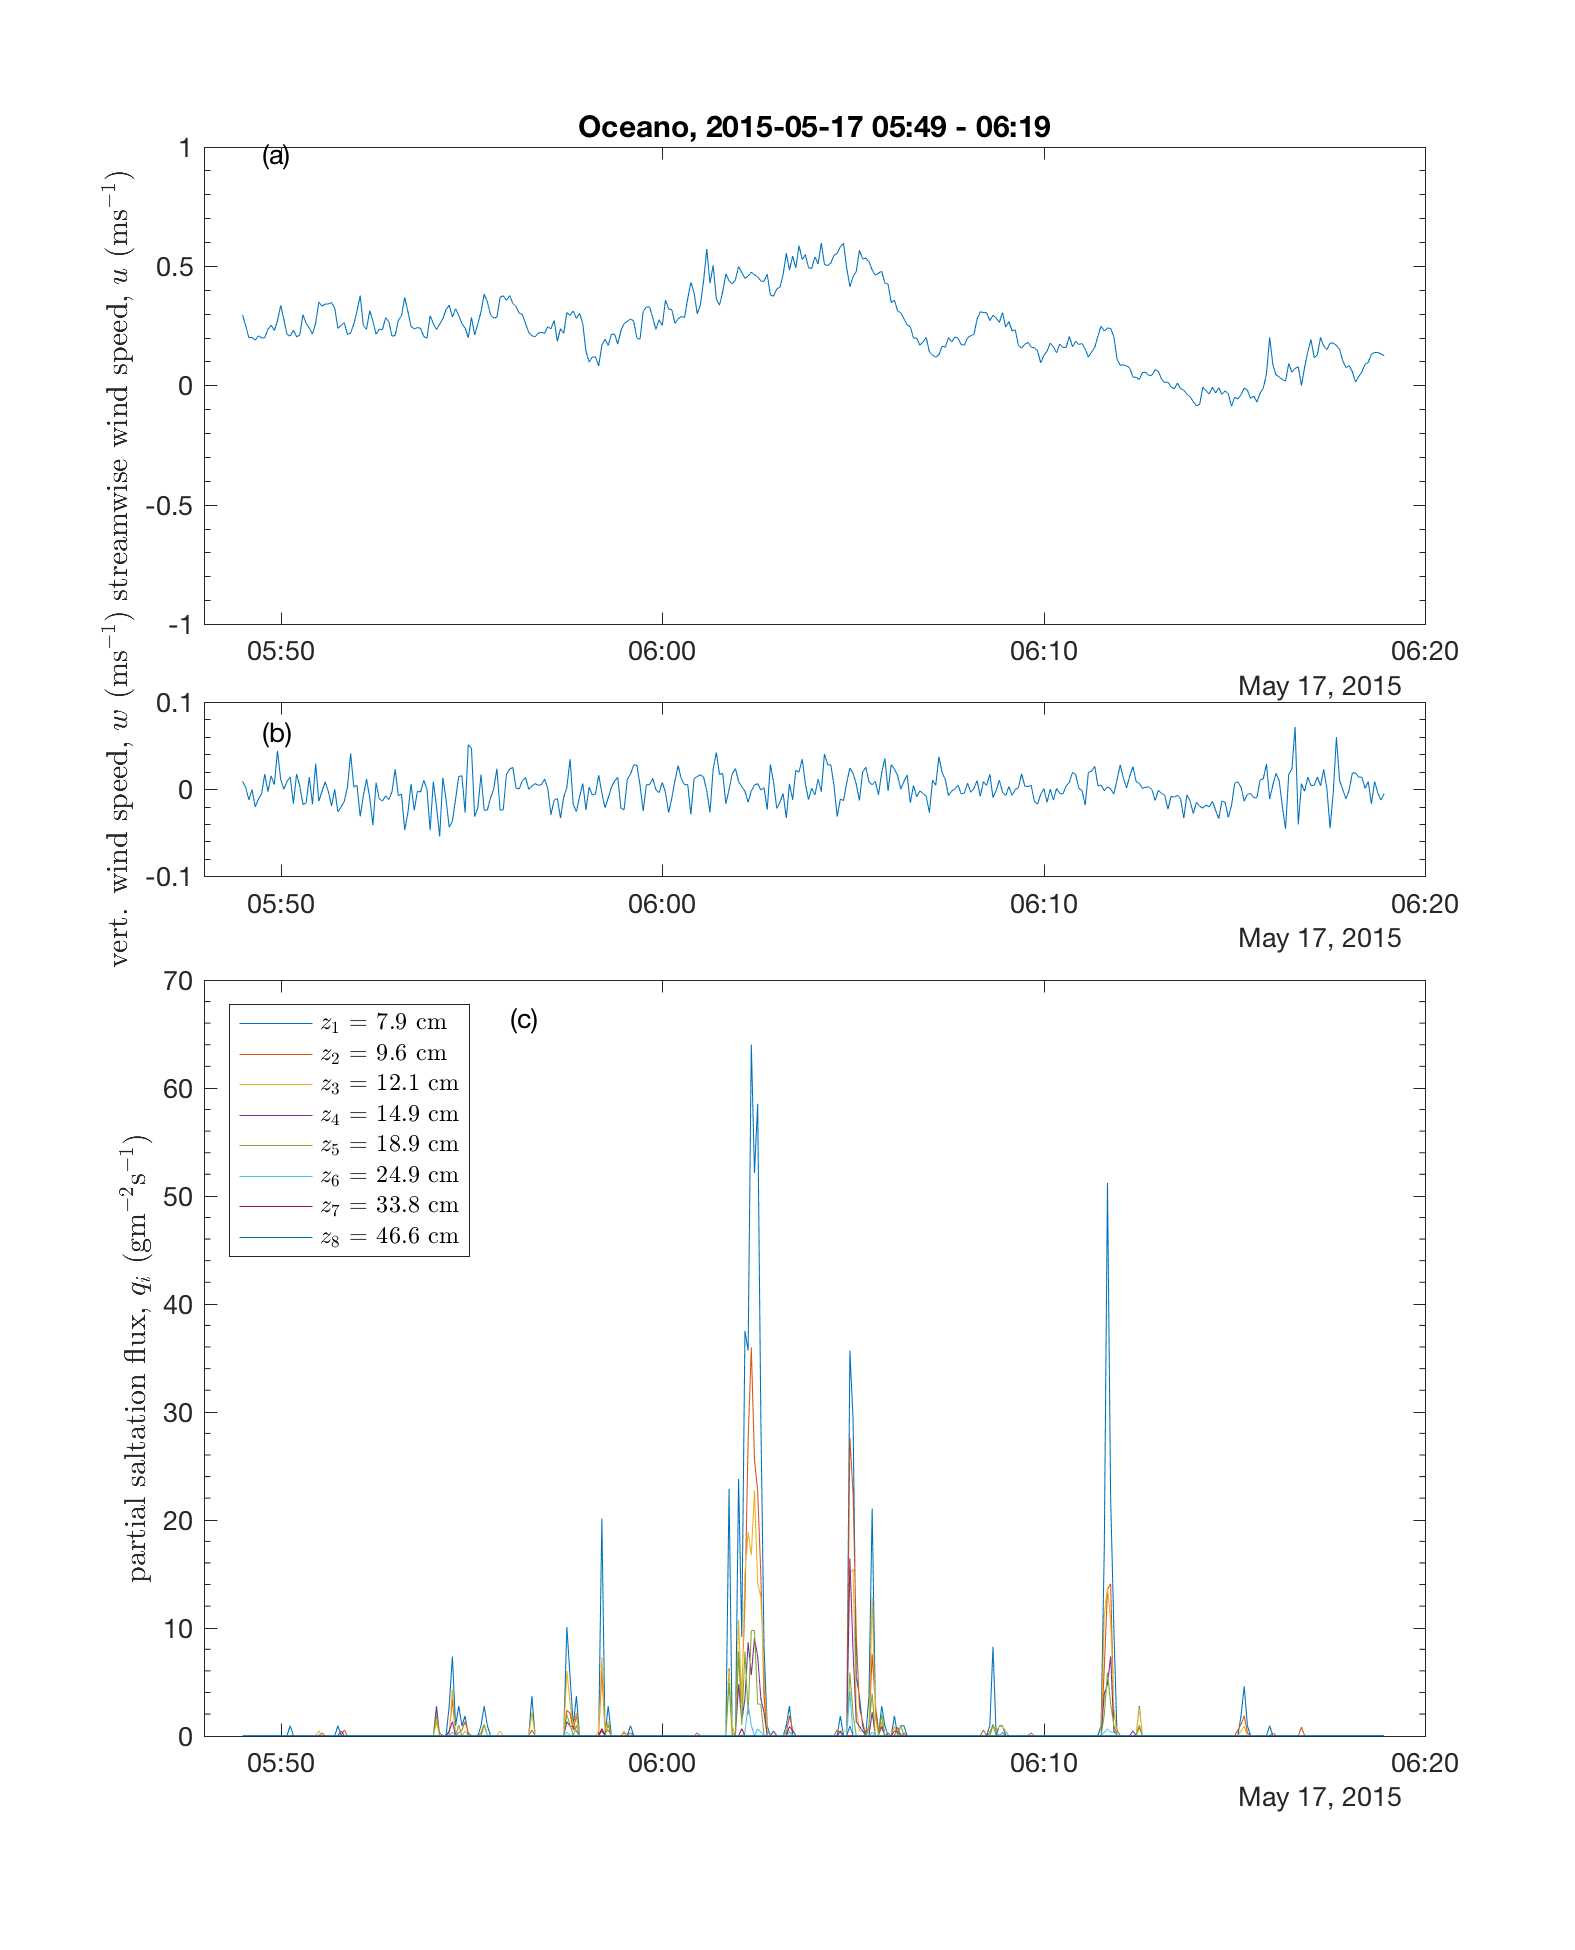 Oceano, 2015-05-17 05:49 - 06:19
(a)
streamwise wind speed, u (ms⁻¹)
1
0.5
0
-0.5
-1
05:50 06:00 06:10 06:20
May 17, 2015
(b)
vert. wind speed, w (ms⁻¹)
0.1
0
-0.1
05:50 06:00 06:10 06:20
May 17, 2015
(c)
partial saltation flux, qᵢ (gm⁻²s⁻¹)
70
60
50
40
30
20
10
0
z₁ = 7.9 cm
z₂ = 9.6 cm
z₃ = 12.1 cm
z₄ = 14.9 cm
z₅ = 18.9 cm
z₆ = 24.9 cm
z₇ = 33.8 cm
z₈ = 46.6 cm
05:50 06:00 06:10 06:20
May 17, 2015